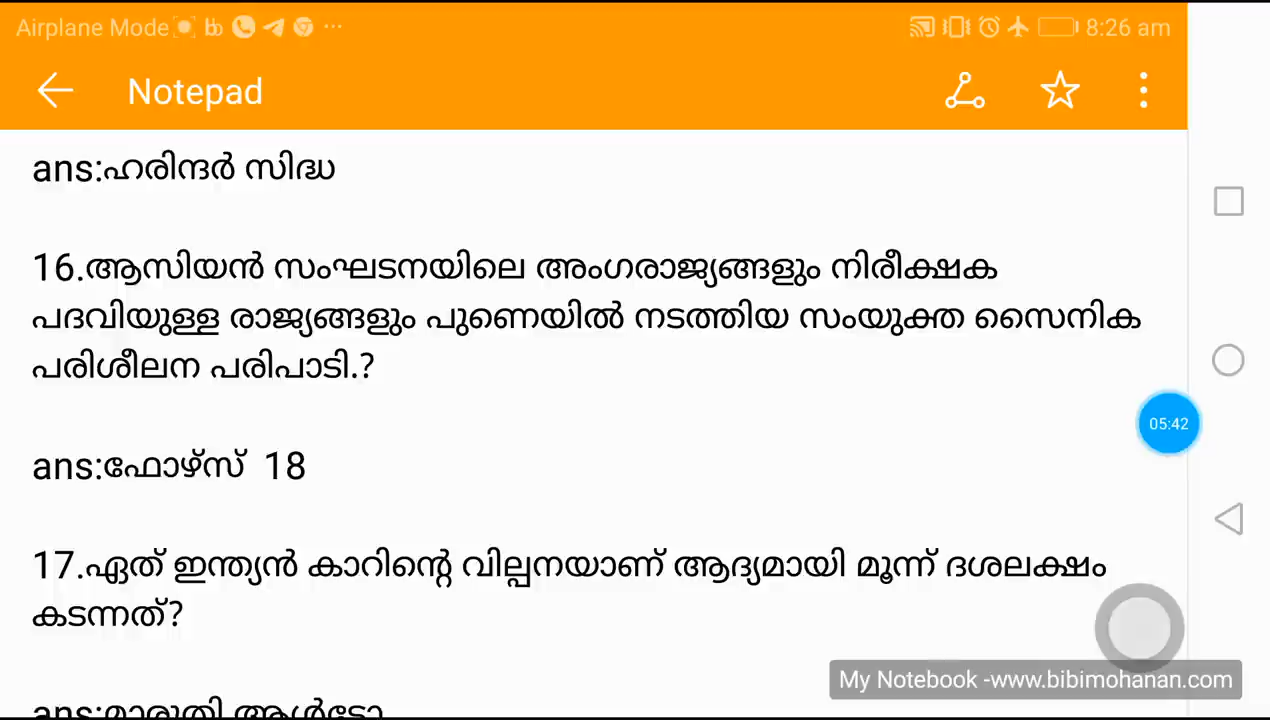 Airplane Mode 8:26 am
Notepad
ans:ഹരിന്ദർ സിദ്ധ
16.ആസിയൻ സംഘടനയിലെ അംഗരാജ്യങ്ങളും നിരീക്ഷക
പദവിയുള്ള രാജ്യങ്ങളും പുണെയിൽ നടത്തിയ സംയുക്ത സൈനിക
പരിശീലന പരിപാടി.?
05:42
ans:ഫോഴ്സ് 18
17.ഏത് ഇന്ത്യൻ കാറിന്റെ വില്പനയാണ് ആദ്യമായി മൂന്ന് ദശലക്ഷം
കടന്നത്?
My Notebook -www.bibimohanan.com
ans:മാരുതി ആൾട്ടോ